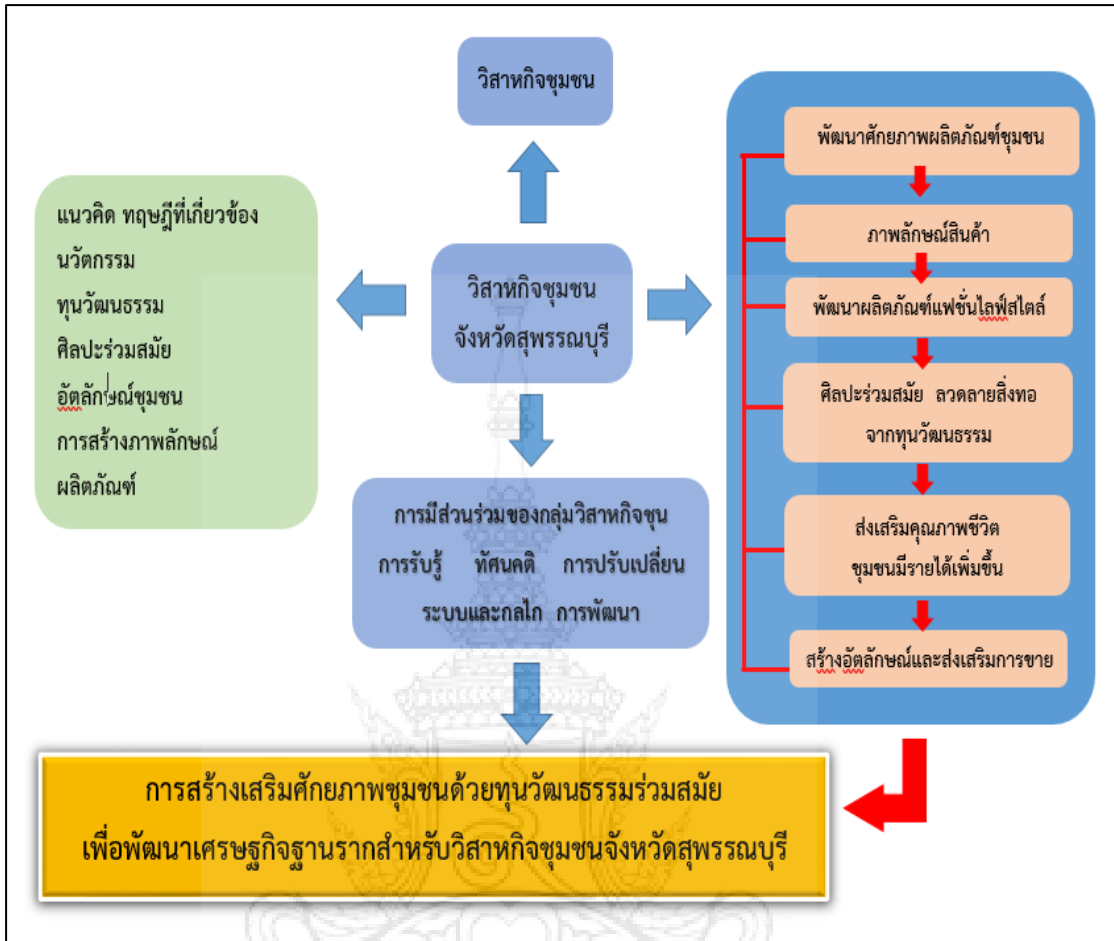 วิสาหกิจชุมชน
แนวคิด ทฤษฎีที่เกี่ยวข้อง
นวัตกรรม
ทุนวัฒนธรรม
ศิลปะร่วมสมัย
อัตลักษณ์ชุมชน
การสร้างภาพลักษณ์
ผลิตภัณฑ์
วิสาหกิจชุมชน
จังหวัดสุพรรณบุรี
การมีส่วนร่วมของกลุ่มวิสาหกิจชุน
การรับรู้ ทัศนคติ การปรับเปลี่ยน
ระบบและกลไก การพัฒนา
พัฒนาศักยภาพผลิตภัณฑ์ชุมชน
ภาพลักษณ์สินค้า
พัฒนาผลิตภัณฑ์แฟชั่นไลฟ์สไตล์
ศิลปะร่วมสมัย ลวดลายสิ่งทอ
จากทุนวัฒนธรรม
ส่งเสริมคุณภาพชีวิต
ชุมชนมีรายได้เพิ่มขึ้น
สร้างอัตลักษณ์และส่งเสริมการขาย
การสร้างเสริมศักยภาพชุมชนด้วยทุนวัฒนธรรมร่วมสมัย
เพื่อพัฒนาเศรษฐกิจฐานรากสำหรับวิสาหกิจชุมชนจังหวัดสุพรรณบุรี